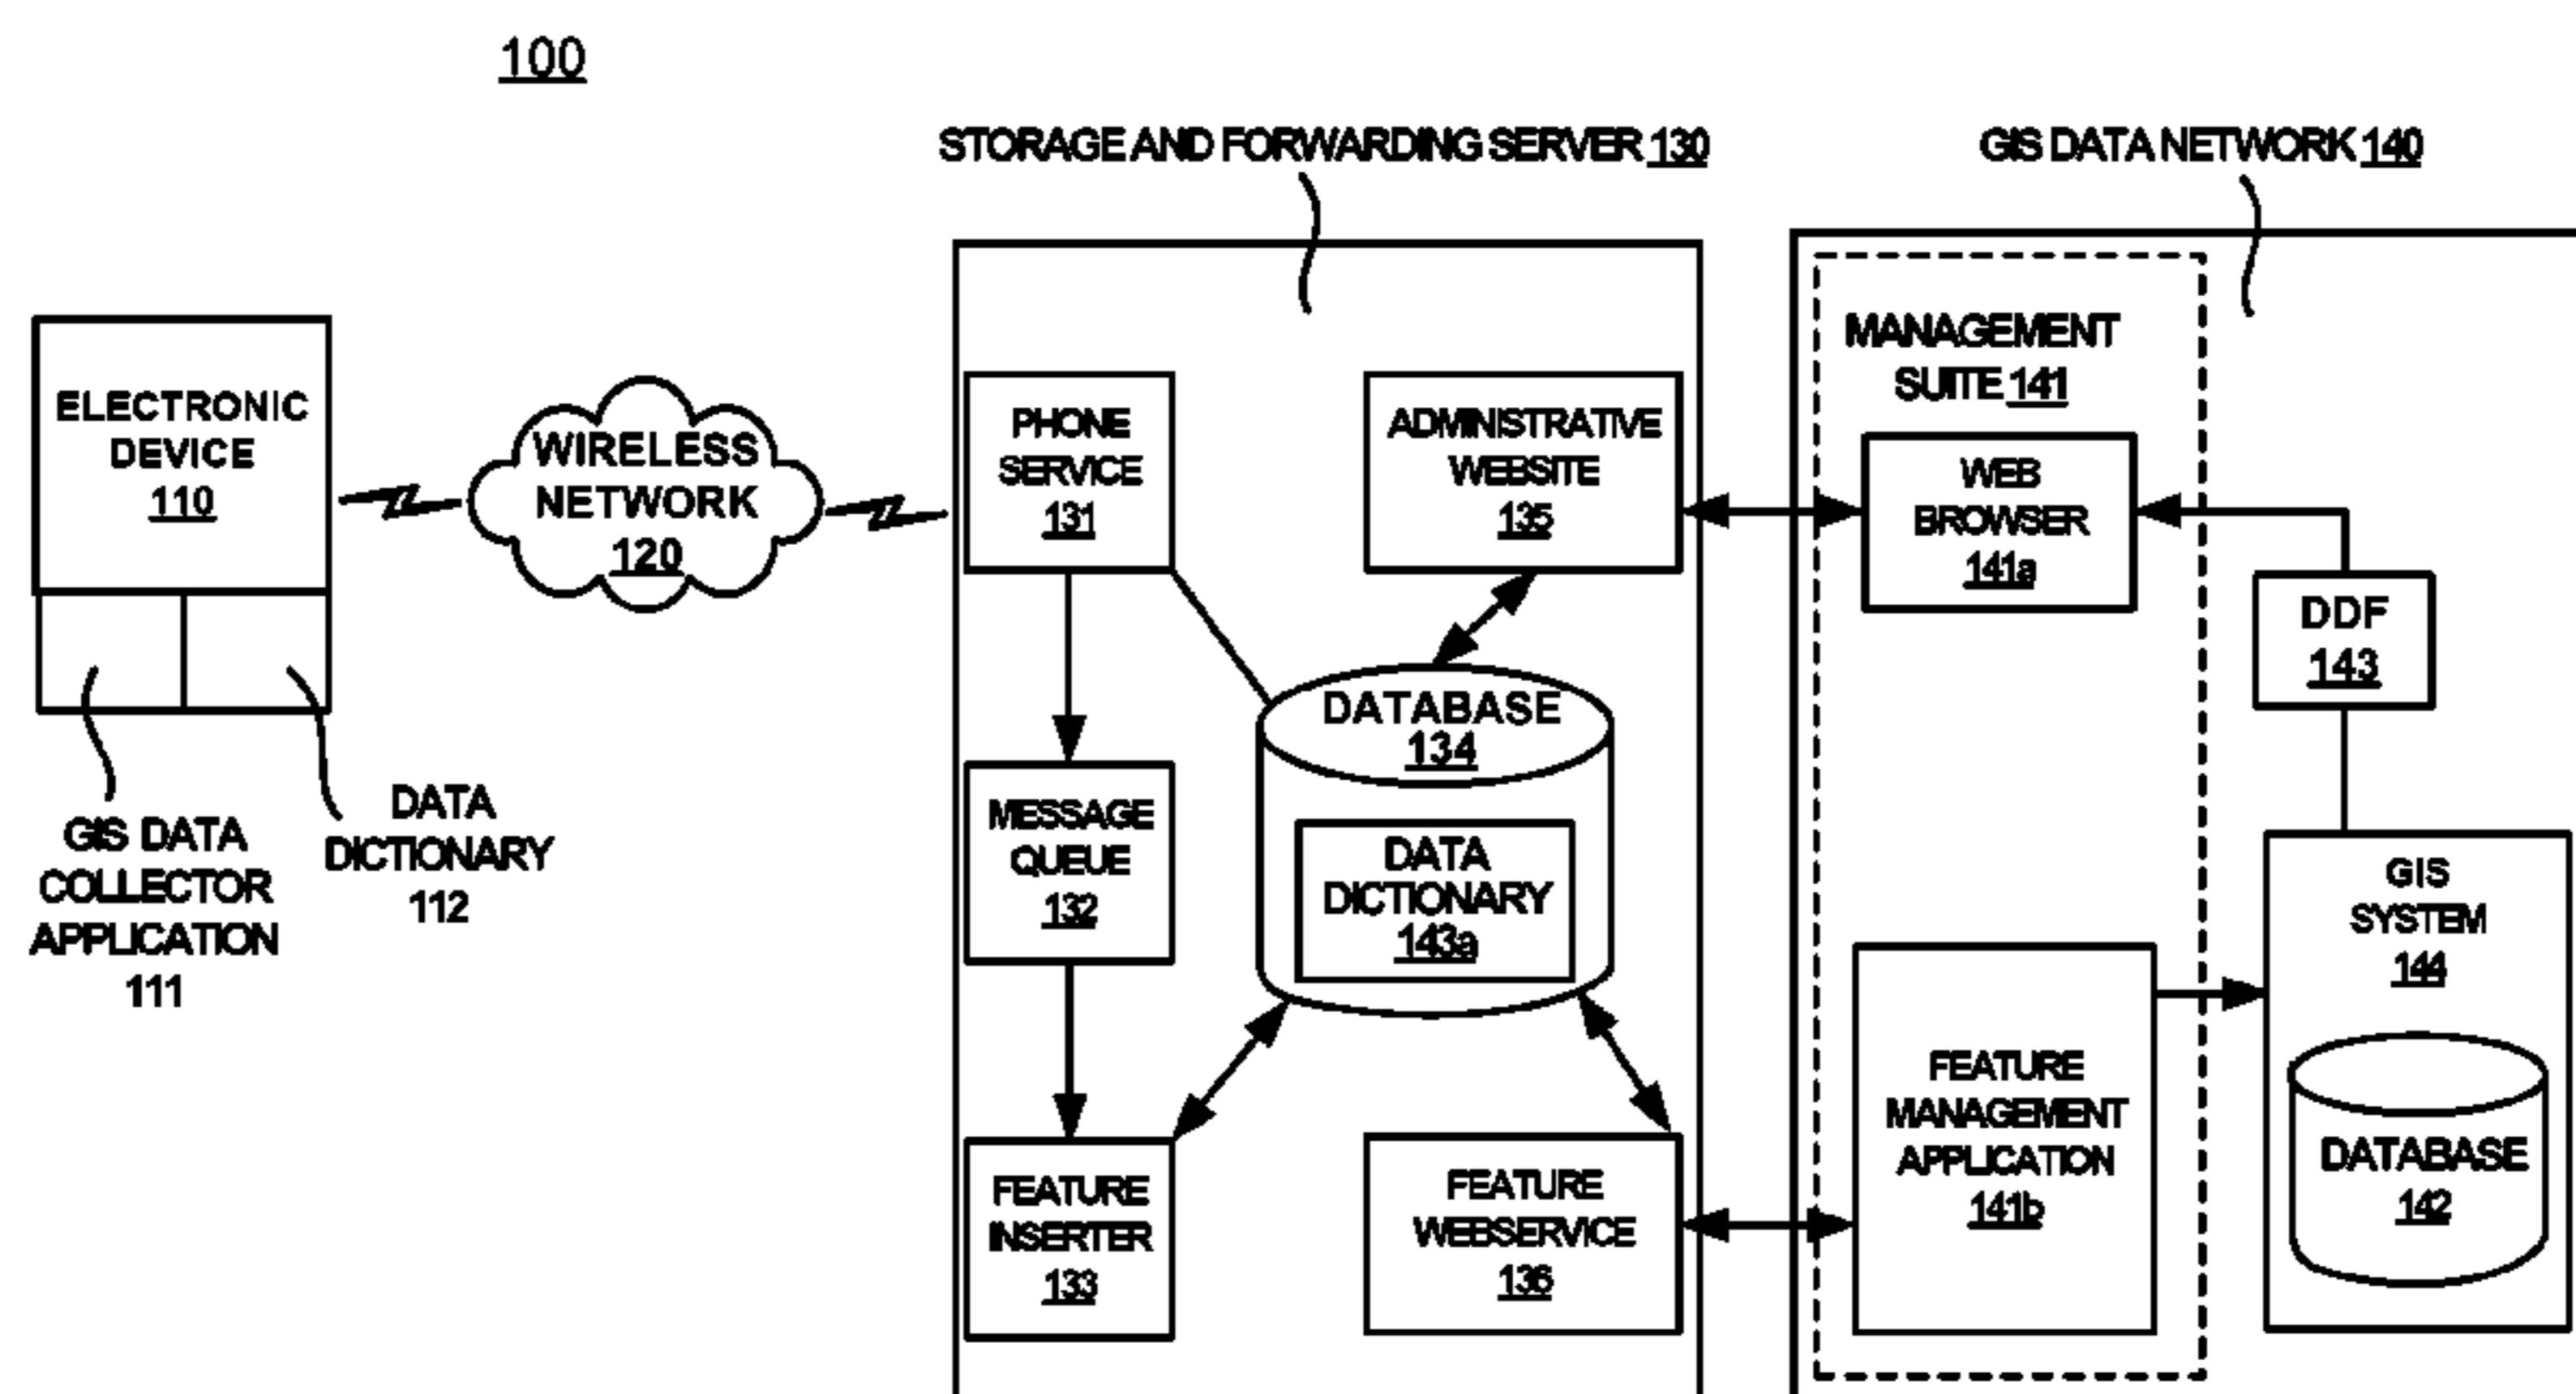 100
STORAGE AND FORWARDING SERVER 130
GIS DATA NETWORK 140
ELECTRONIC
DEVICE
110
GIS DATA
COLLECTOR
APPLICATION
111
DATA
DICTIONARY
112
WIRELESS
NETWORK
120
PHONE
SERVICE
131
MESSAGE
QUEUE
132
FEATURE
INSERTER
133
ADMINISTRATIVE
WEBSITE
135
DATABASE
134
DATA
DICTIONARY
143a
FEATURE
WEBSERVICE
136
MANAGEMENT
SUITE 141
WEB
BROWSER
141a
FEATURE
MANAGEMENT
APPLICATION
141b
DDF
143
GIS
SYSTEM
144
DATABASE
142